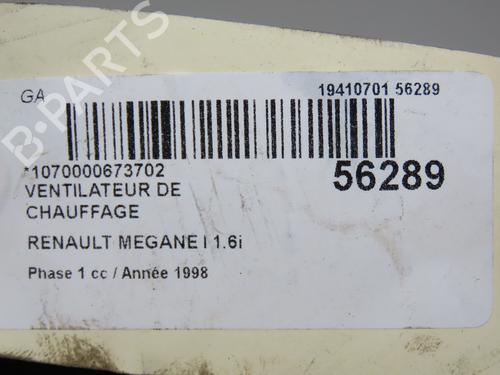 B-PARTS
GA
19410701 56289
*1070000673702
56289
VENTILATEUR DE
CHAUFFAGE
RENAULT MEGANE I 1.6i
Phase 1 cc / Année 1998